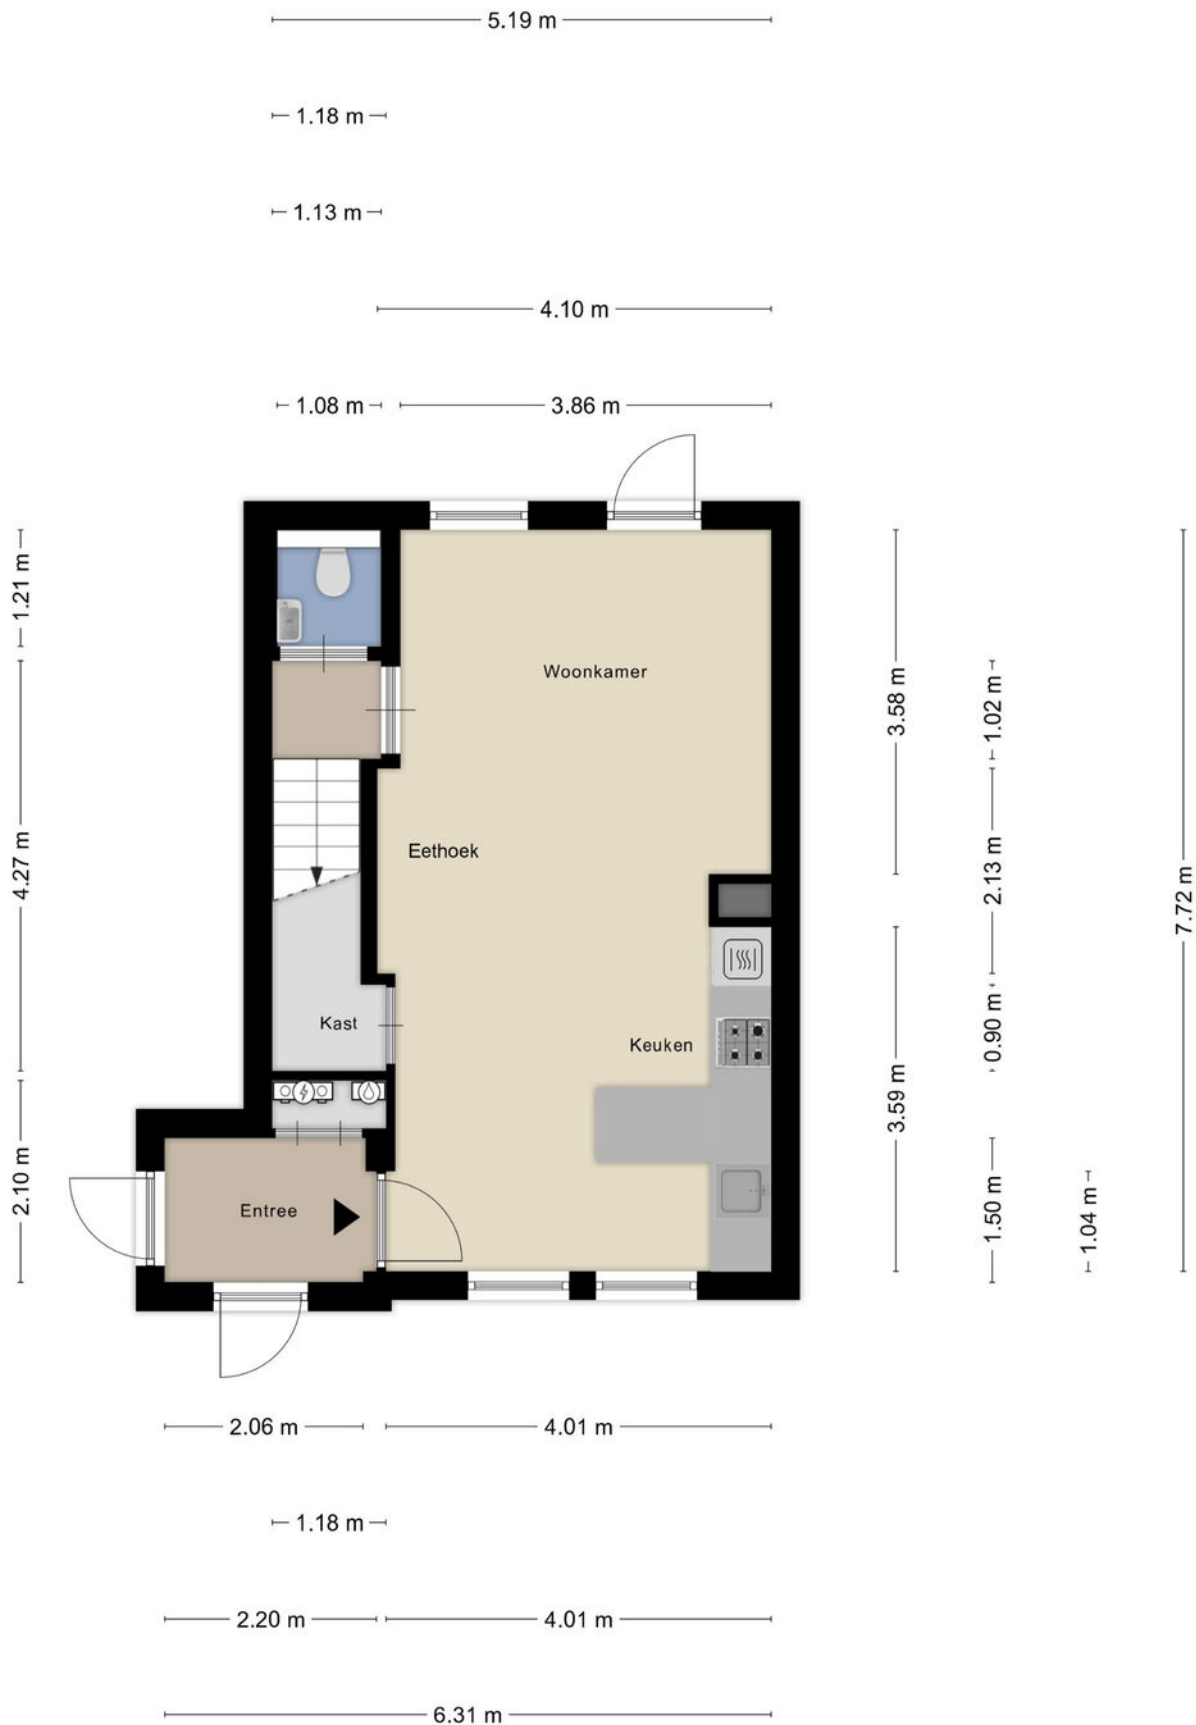 5.19 m
1.18 m
1.13 m
4.10 m
1.08 m
3.86 m
1.21 m
4.27 m
2.10 m
Woonkamer
Eethoek
Kast
Keuken
Entree
3.58 m
3.59 m
1.02 m
2.13 m
0.90 m
1.50 m
1.04 m
7.72 m
2.06 m
4.01 m
1.18 m
2.20 m
4.01 m
6.31 m